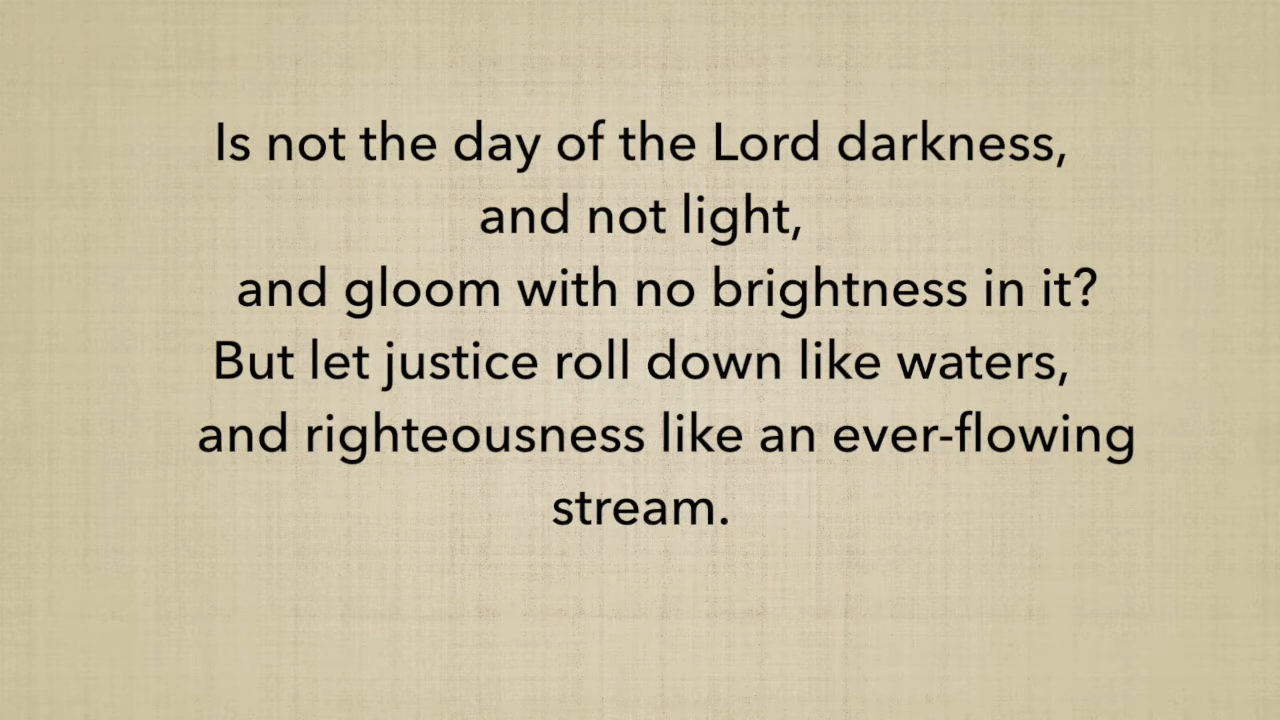 Is not the day of the Lord darkness,
and not light,
and gloom with no brightness in it?
But let justice roll down like waters,
and righteousness like an ever-flowing
stream.